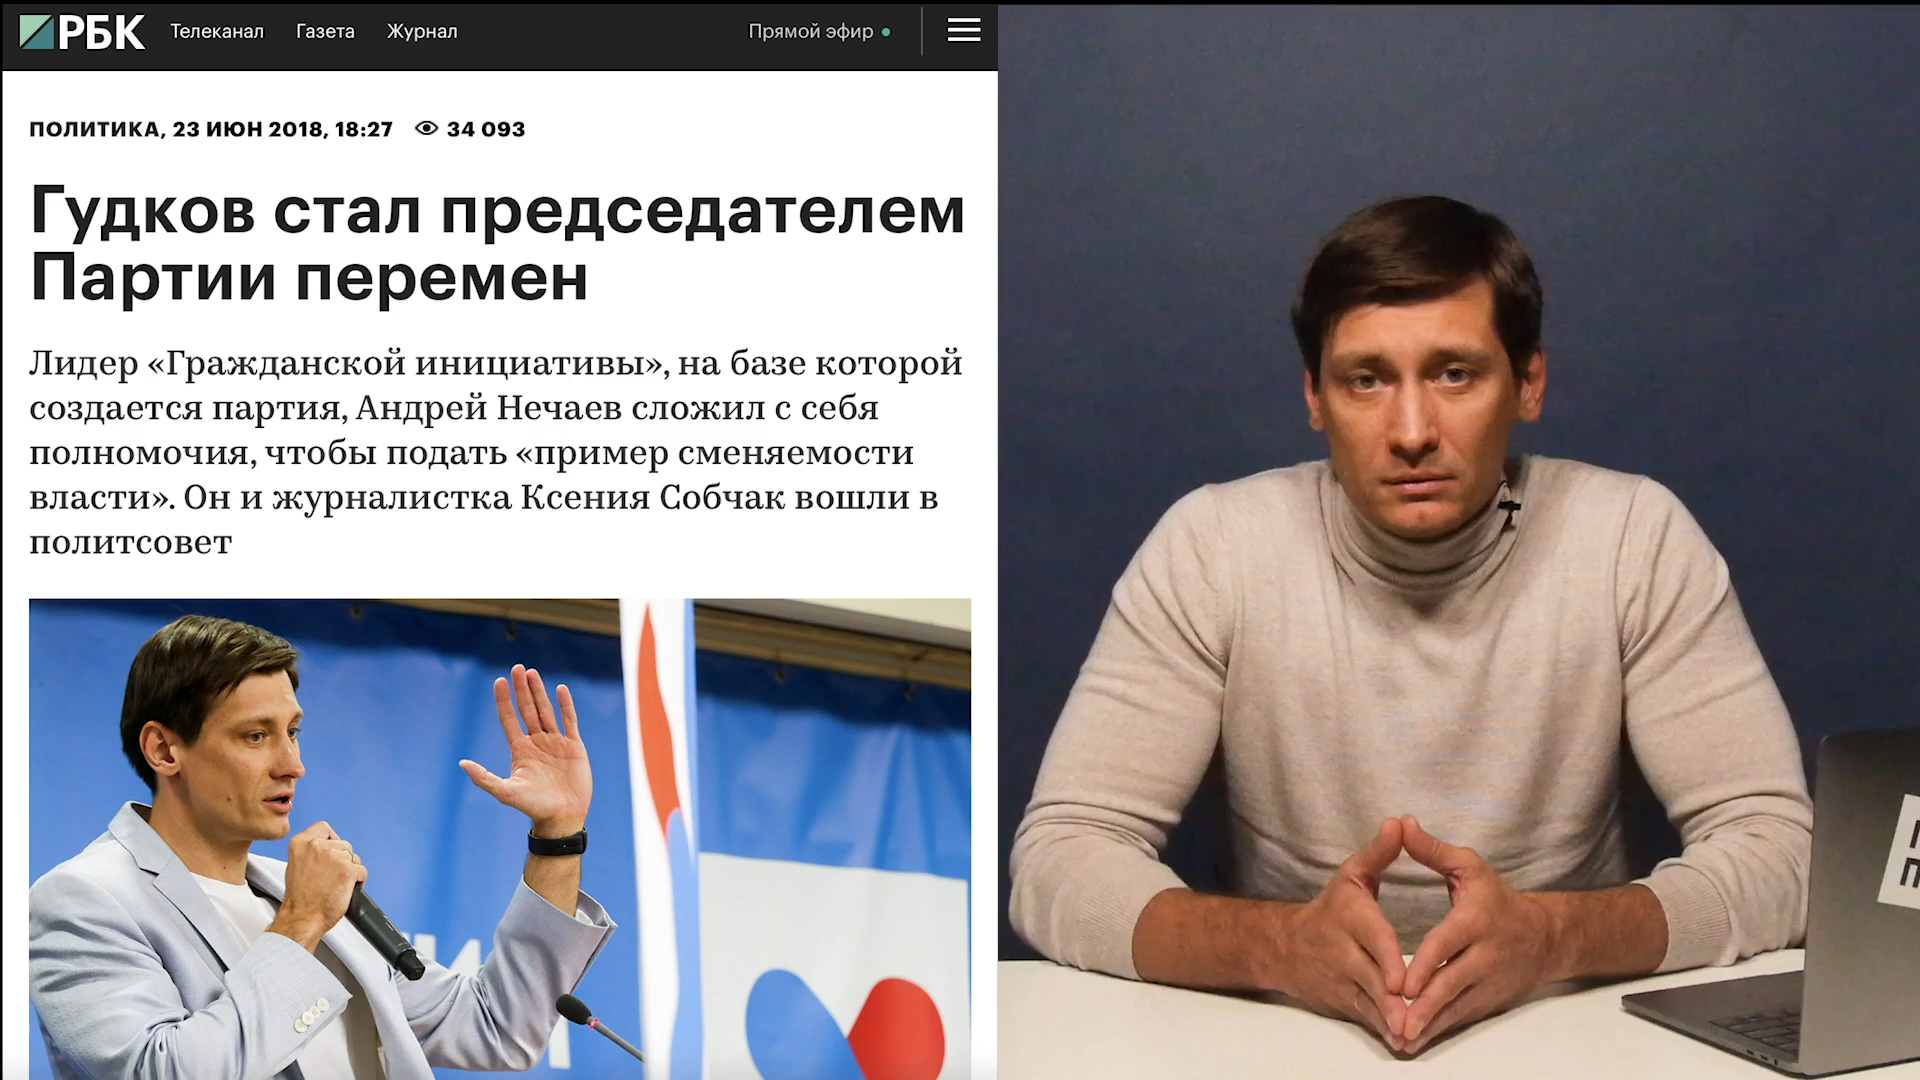 РБК Телеканал Газета Журнал Прямой эфир
ПОЛИТИКА, 23 ИЮН 2018, 18:27 34 093
Гудков стал председателем
Партии перемен
Лидер «Гражданской инициативы», на базе которой
создается партия, Андрей Нечаев сложил с себя
полномочия, чтобы подать «пример сменяемости
власти». Он и журналистка Ксения Собчак вошли в
политсовет